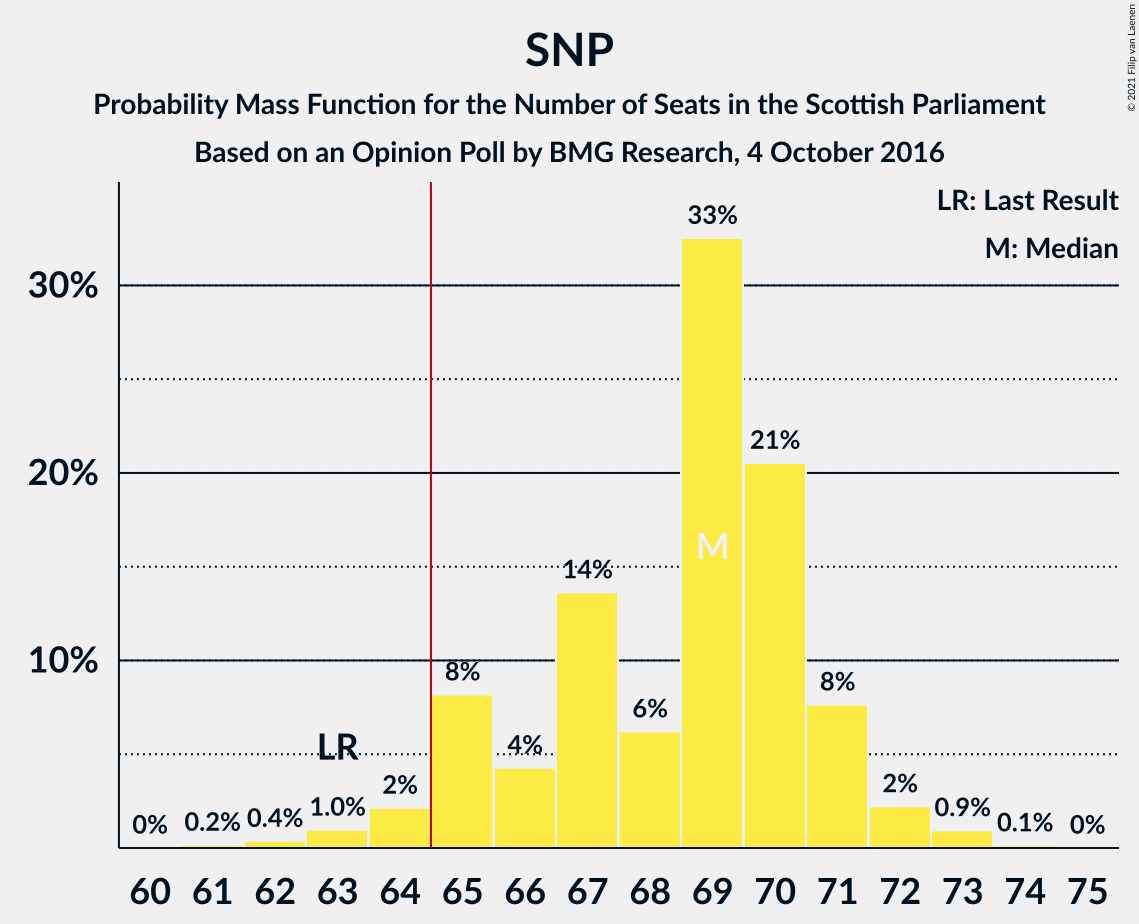 SNP
Probability Mass Function for the Number of Seats in the Scottish Parliament
Based on an Opinion Poll by BMG Research, 4 October 2016
© 2021 Filip van Laenen
LR: Last Result
M: Median
30%
20%
10%
0%
0.2%
0.4%
1.0%
2%
8%
4%
14%
6%
33%
21%
8%
2%
0.9%
0.1%
0%
LR
M
60 61 62 63 64 65 66 67 68 69 70 71 72 73 74 75